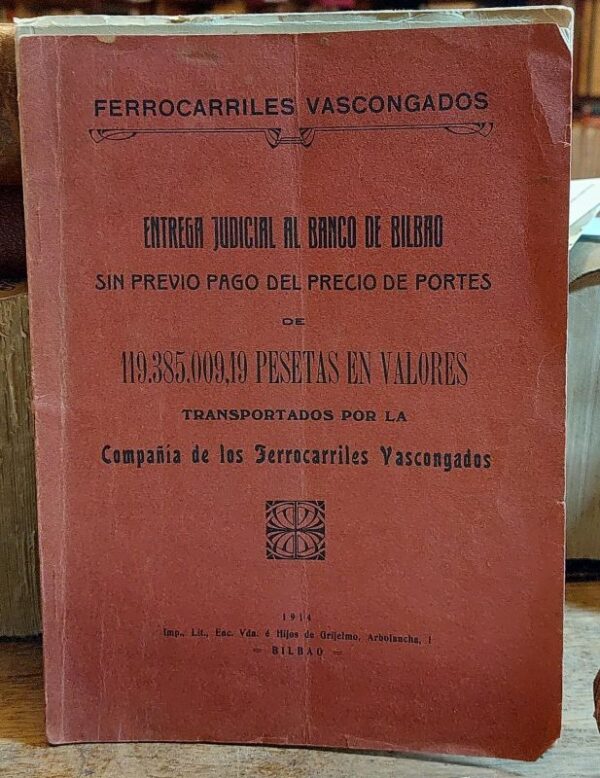 FERROCARRILES VASCONGADOS
ENTREGA JUDICIAL AL BANCO DE BILBAO
SIN PREVIO PAGO DEL PRECIO DE PORTES
DE
119.385.009,19 PESETAS EN VALORES
TRANSPORTADOS POR LA
Compañía de los Ferrocarriles Vascongados
1914
Imp., Lit., Enc. Vda. é Hijos de Grijelmo, Arbolancha, 1
= BILBAO =